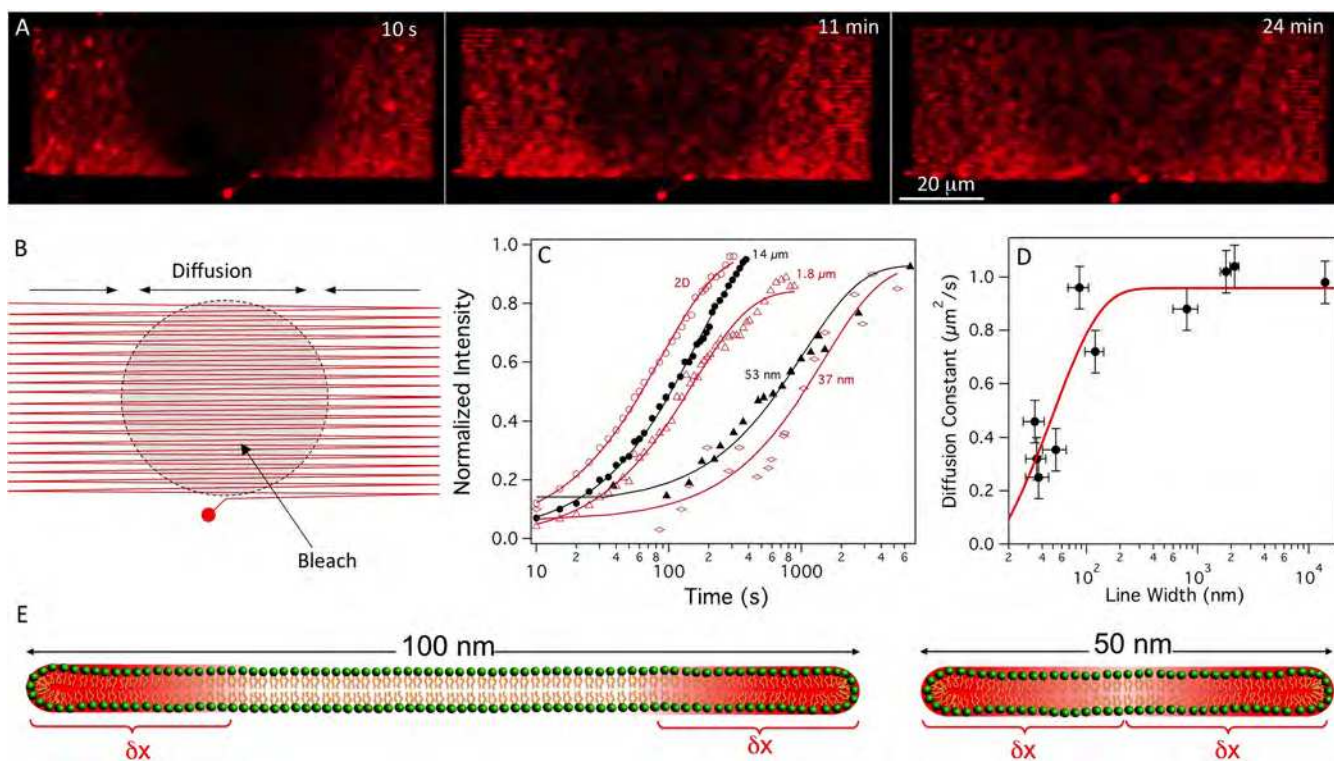 A
10 s
11 min
24 min
20 μm
B
Diffusion
Bleach
C
Normalized Intensity
1.0
0.8
0.6
0.4
0.2
0.0
2D
14 μm
1.8 μm
53 nm
37 nm
10 2 4 6 8 100 2 4 6 8 1000 2 4 6
Time (s)
D
Diffusion Constant (μm²/s)
1.0
0.8
0.6
0.4
0.2
0.0
2 4 6 8 10² 2 4 6 8 10³ 2 4 6 8 10⁴
Line Width (nm)
E
100 nm
50 nm
δx
δx
δx
δx